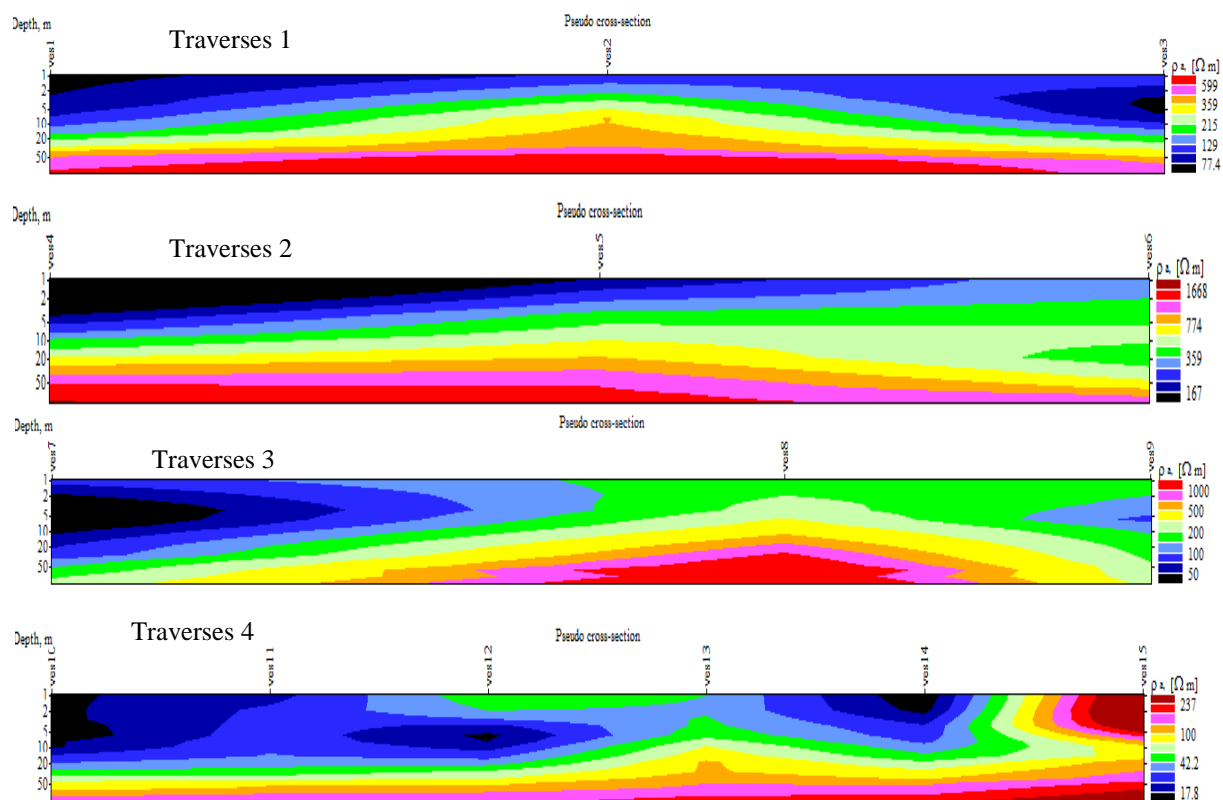 Depth, m
Pseudo cross-section
Traverses 1
ves1
ves2
ves3
ρa, [Ω m]
1
2
5
10
20
50
599
359
215
129
77.4
Depth, m
Pseudo cross-section
Traverses 2
ves4
ves5
ves6
ρa, [Ω m]
1
2
5
10
20
50
1668
774
359
167
Depth, m
Pseudo cross-section
Traverses 3
ves7
ves8
ves9
ρa, [Ω m]
1
2
5
10
20
50
1000
500
200
100
50
Depth, m
Pseudo cross-section
Traverses 4
ves10
ves11
ves12
ves13
ves14
ves15
ρa, [Ω m]
1
2
5
10
20
50
237
100
42.2
17.8